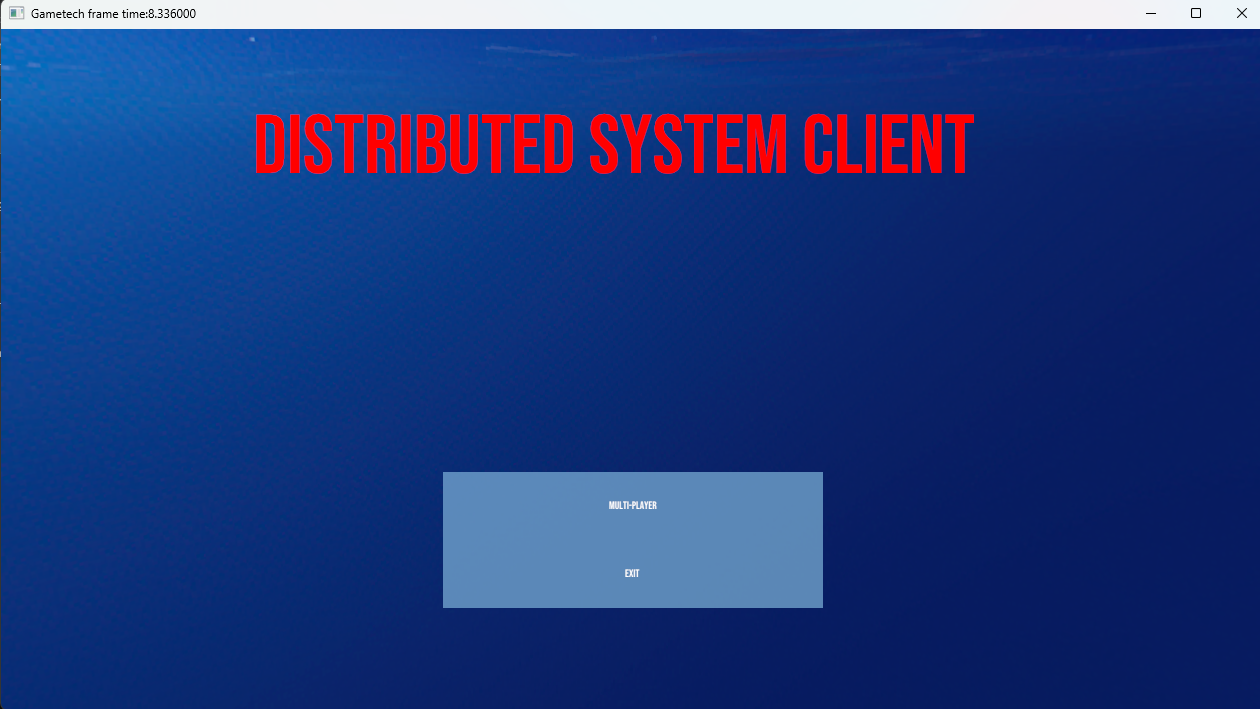 Gametech frame time:8.336000
DISTRIBUTED SYSTEM CLIENT
MULTI-PLAYER
EXIT